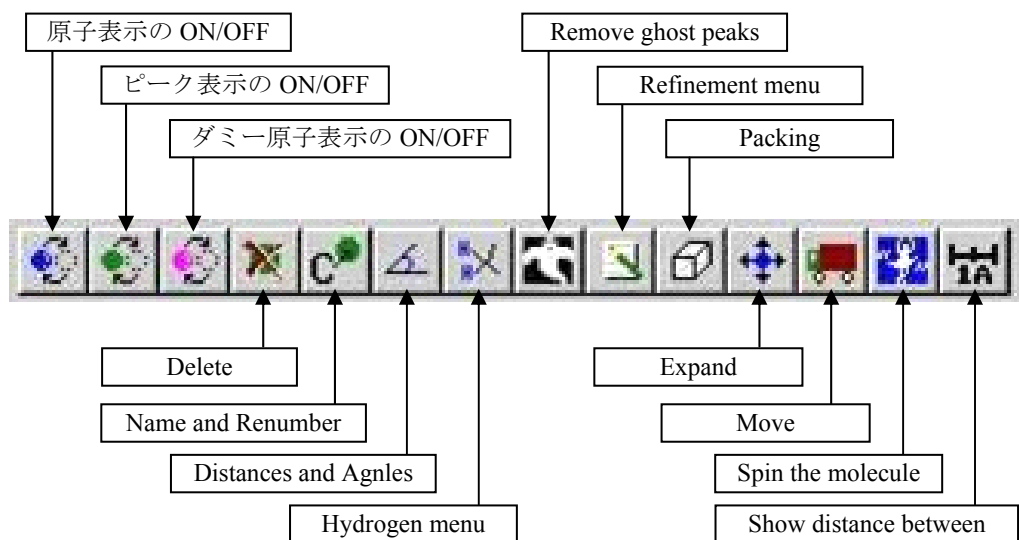 原子表示の ON/OFF
Remove ghost peaks
ピーク表示の ON/OFF
Refinement menu
ダミー原子表示の ON/OFF
Packing
C
1A
Delete
Expand
Name and Renumber
Move
Distances and Agnles
Spin the molecule
Hydrogen menu
Show distance between